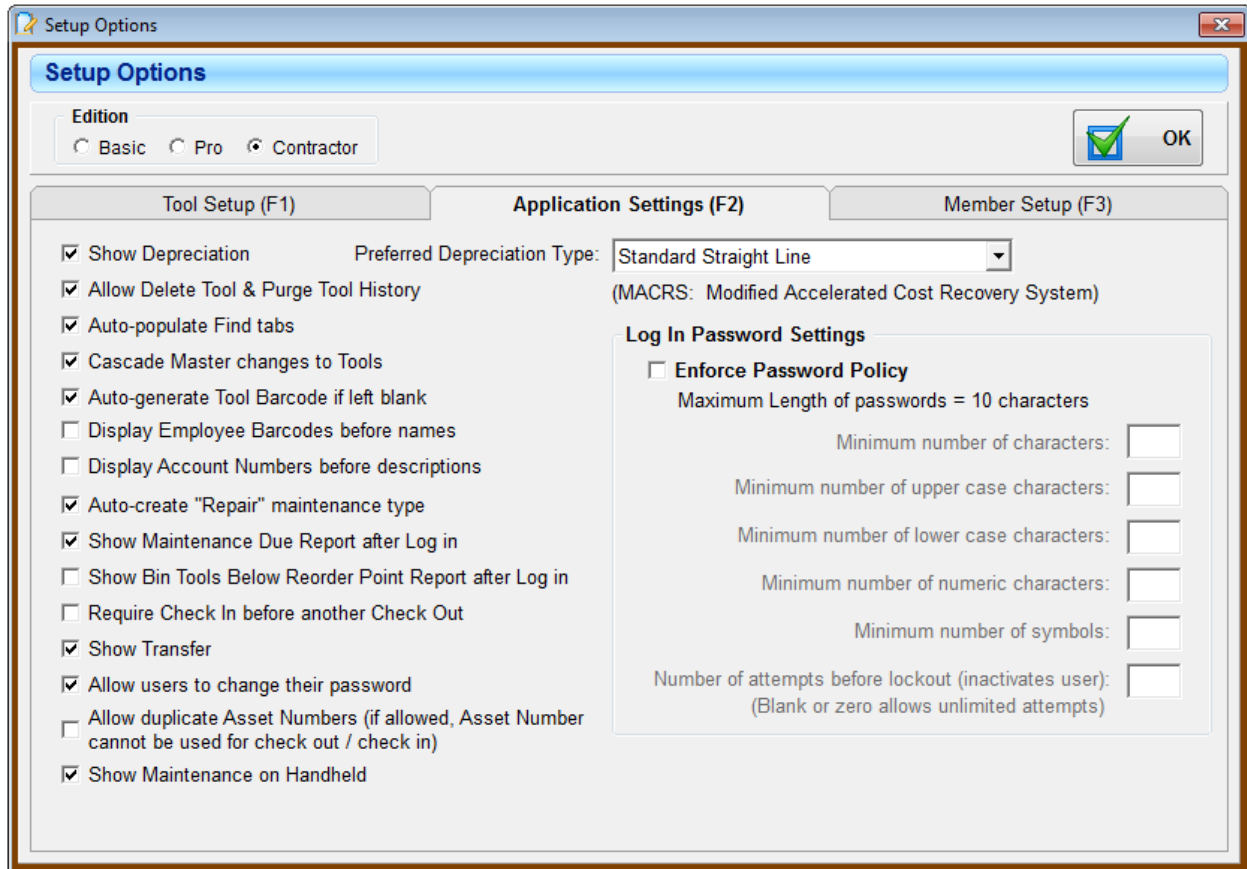 Setup Options
Setup Options
Edition
Basic Pro Contractor
OK
Tool Setup (F1) Application Settings (F2) Member Setup (F3)
Show Depreciation
Preferred Depreciation Type: Standard Straight Line
(MACRS: Modified Accelerated Cost Recovery System)
Allow Delete Tool & Purge Tool History
Auto-populate Find tabs
Cascade Master changes to Tools
Auto-generate Tool Barcode if left blank
Display Employee Barcodes before names
Display Account Numbers before descriptions
Auto-create "Repair" maintenance type
Show Maintenance Due Report after Log in
Show Bin Tools Below Reorder Point Report after Log in
Require Check In before another Check Out
Show Transfer
Allow users to change their password
Allow duplicate Asset Numbers (if allowed, Asset Number
cannot be used for check out / check in)
Show Maintenance on Handheld
Log In Password Settings
Enforce Password Policy
Maximum Length of passwords = 10 characters
Minimum number of characters:
Minimum number of upper case characters:
Minimum number of lower case characters:
Minimum number of numeric characters:
Minimum number of symbols:
Number of attempts before lockout (inactivates user):
(Blank or zero allows unlimited attempts)